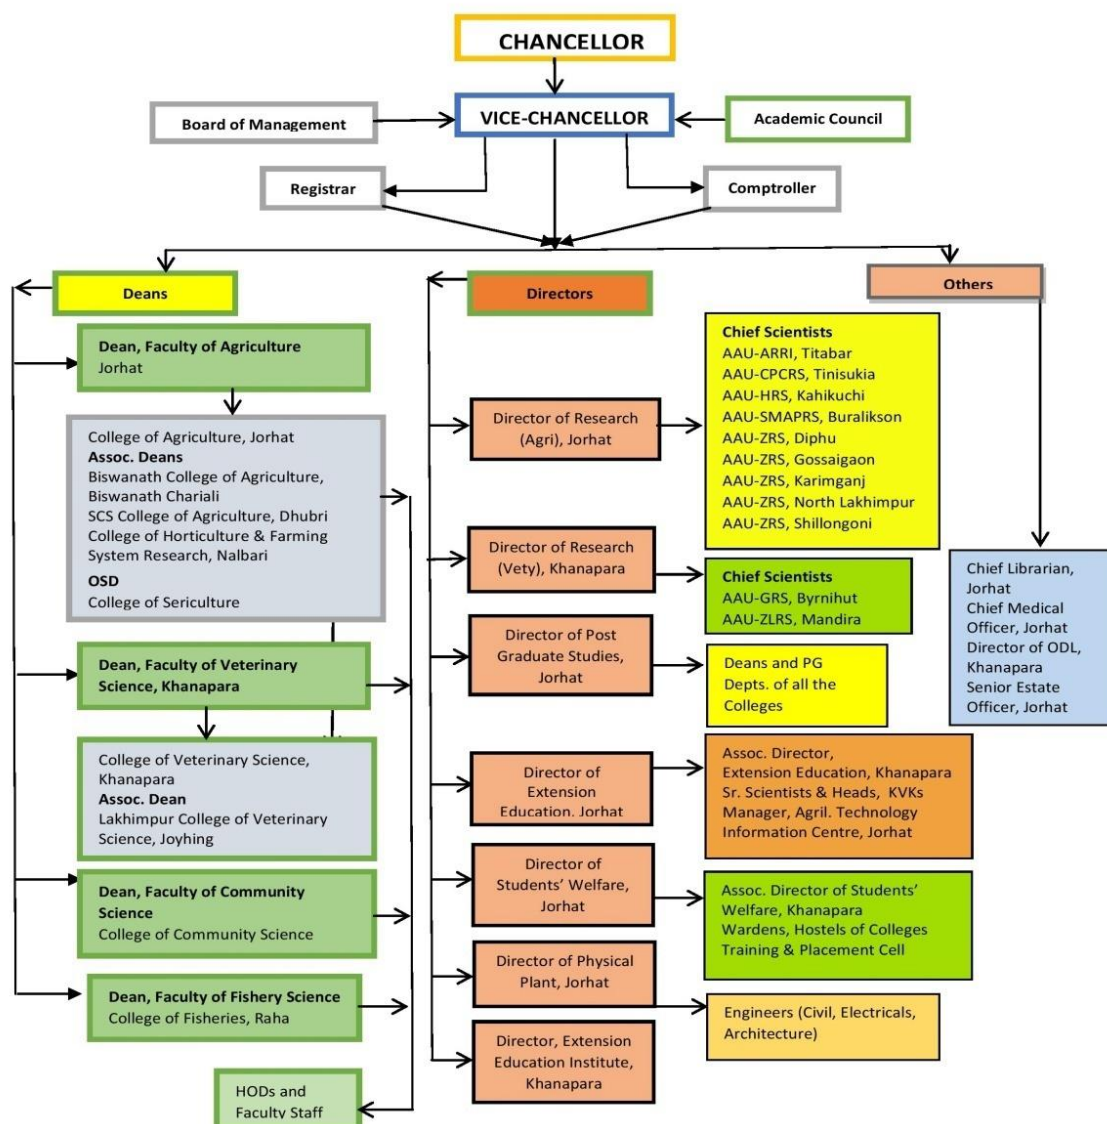 CHANCELLOR
Board of Management
VICE-CHANCELLOR
Academic Council
Registrar
Comptroller
Deans
Directors
Others
Dean, Faculty of Agriculture
Jorhat
College of Agriculture, Jorhat
Assoc. Deans
Biswanath College of Agriculture,
Biswanath Chariali
SCS College of Agriculture, Dhubri
College of Horticulture & Farming
System Research, Nalbari
OSD
College of Sericulture
Dean, Faculty of Veterinary
Science, Khanapara
College of Veterinary Science,
Khanapara
Assoc. Dean
Lakhimpur College of Veterinary
Science, Joyhing
Dean, Faculty of Community
Science
College of Community Science
Dean, Faculty of Fishery Science
College of Fisheries, Raha
HODs and
Faculty Staff
Director of Research
(Agri), Jorhat
Director of Research
(Vety), Khanapara
Director of Post
Graduate Studies,
Jorhat
Director of
Extension
Education. Jorhat
Director of
Students’ Welfare,
Jorhat
Director of Physical
Plant, Jorhat
Director, Extension
Education Institute,
Khanapara
Chief Scientists
AAU-ARRI, Titabar
AAU-CPCRS, Tinisukia
AAU-HRS, Kahikuchi
AAU-SMAPRS, Buralikson
AAU-ZRS, Diphu
AAU-ZRS, Gossaigaon
AAU-ZRS, Karimganj
AAU-ZRS, North Lakhimpur
AAU-ZRS, Shillongoni
Chief Scientists
AAU-GRS, Byrnihut
AAU-ZLRS, Mandira
Deans and PG
Depts. of all the
Colleges
Assoc. Director,
Extension Education, Khanapara
Sr. Scientists & Heads, KVKs
Manager, Agril. Technology
Information Centre, Jorhat
Assoc. Director of Students’
Welfare, Khanapara
Wardens, Hostels of Colleges
Training & Placement Cell
Engineers (Civil, Electricals,
Architecture)
Chief Librarian,
Jorhat
Chief Medical
Officer, Jorhat
Director of ODL,
Khanapara
Senior Estate
Officer, Jorhat